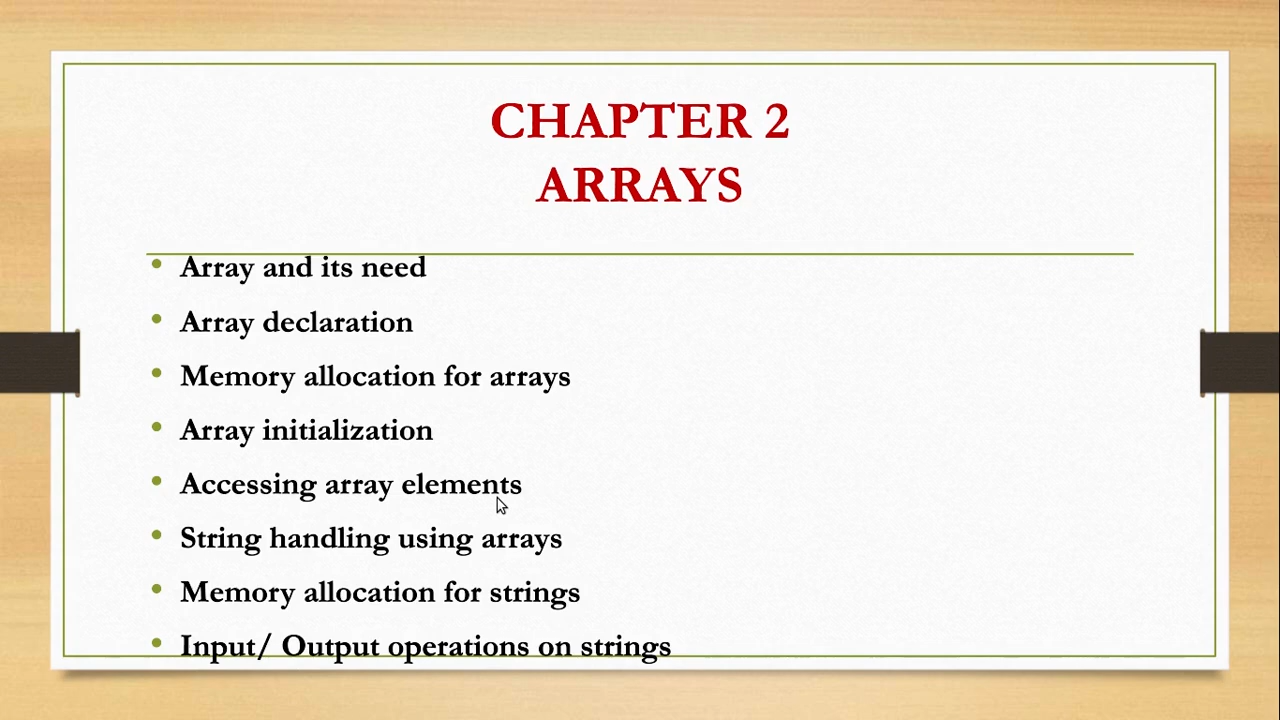 CHAPTER 2
ARRAYS
• Array and its need
• Array declaration
• Memory allocation for arrays
• Array initialization
• Accessing array elements
• String handling using arrays
• Memory allocation for strings
• Input/ Output operations on strings